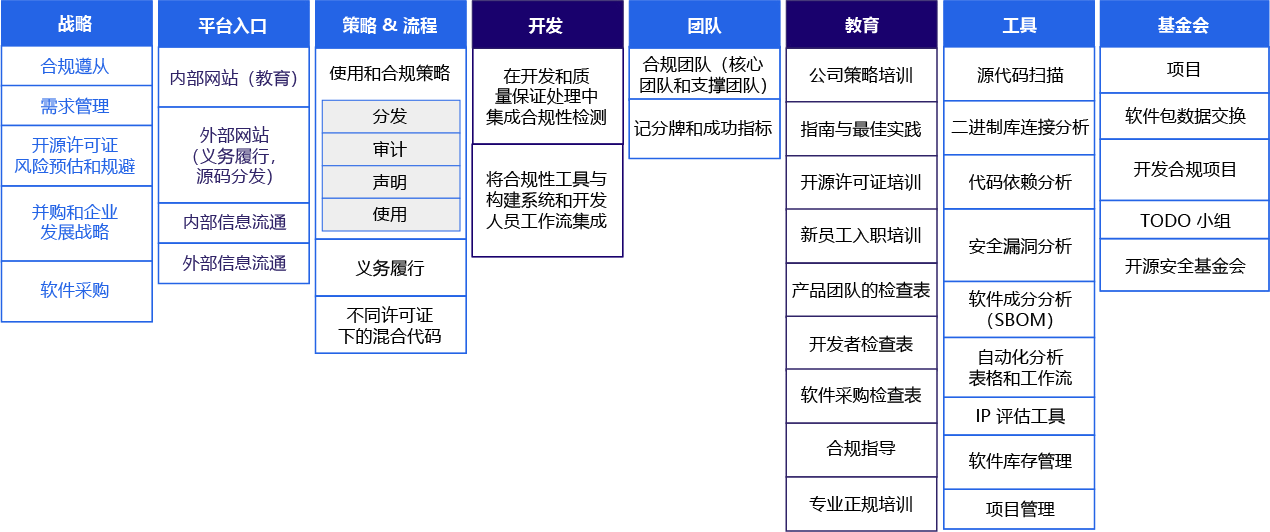 战略
合规遵从
需求管理
开源许可证
风险预估和规避
并购和企业
发展战略
软件采购
平台入口
内部网站（教育）
外部网站
（义务履行，
源码分发）
内部信息流通
外部信息流通
策略 & 流程
使用和合规策略
分发
审计
声明
使用
义务履行
不同许可证
下的混合代码
开发
在开发和质
量保证处理中
集成合规性检测
将合规性工具与
构建系统和开发
人员工作流集成
团队
合规团队（核心
团队和支撑团队）
记分牌和成功指标
教育
公司策略培训
指南与最佳实践
开源许可证培训
新员工入职培训
产品团队的检查表
开发者检查表
软件采购检查表
合规指导
专业正规培训
工具
源代码扫描
二进制库连接分析
代码依赖分析
安全漏洞分析
软件成分分析
（SBOM）
自动化分析
表格和工作流
IP 评估工具
软件库存管理
项目管理
基金会
项目
软件包数据交换
开发合规项目
TODO 小组
开源安全基金会